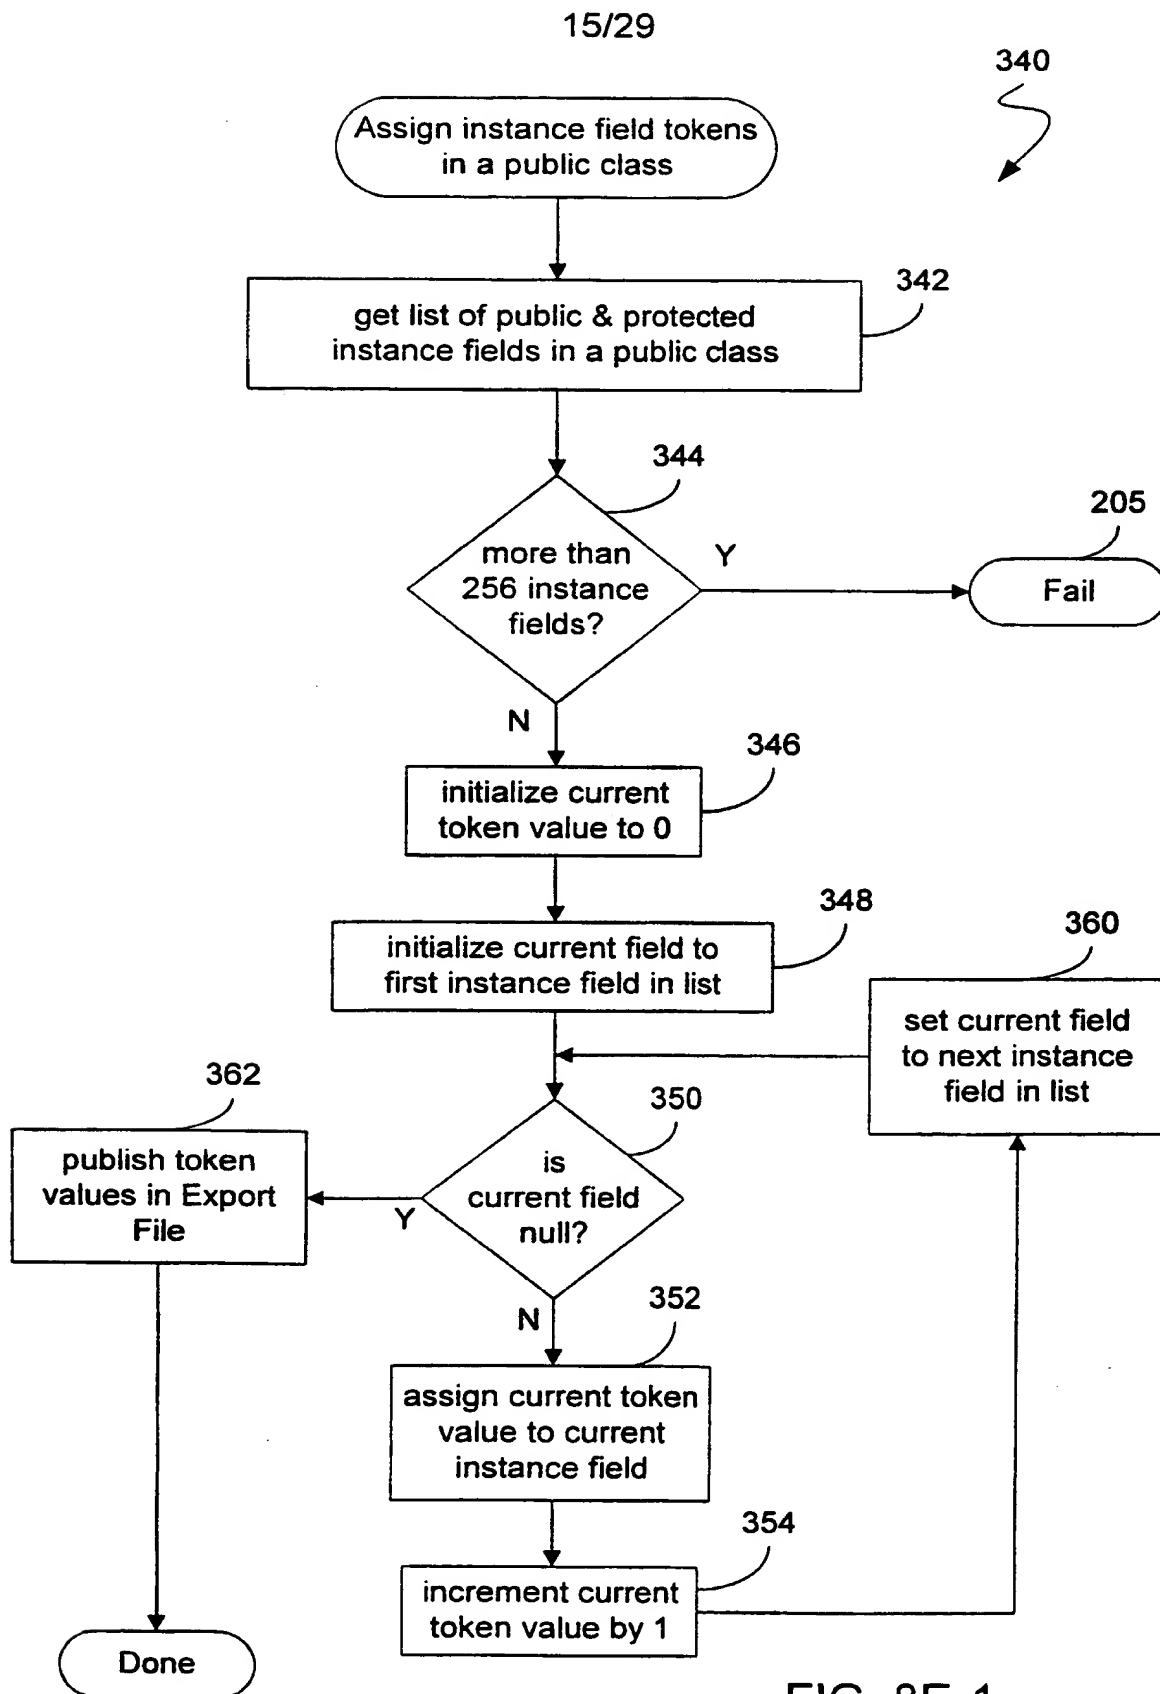 15/29
340
Assign instance field tokens
in a public class
342
get list of public & protected
instance fields in a public class
344
more than
256 instance
fields?
Y
205
Fail
N
346
initialize current
token value to 0
348
initialize current field to
first instance field in list
360
set current field
to next instance
field in list
362
publish token
values in Export
File
350
is
current field
null?
Y
N
352
assign current token
value to current
instance field
354
increment current
token value by 1
Done